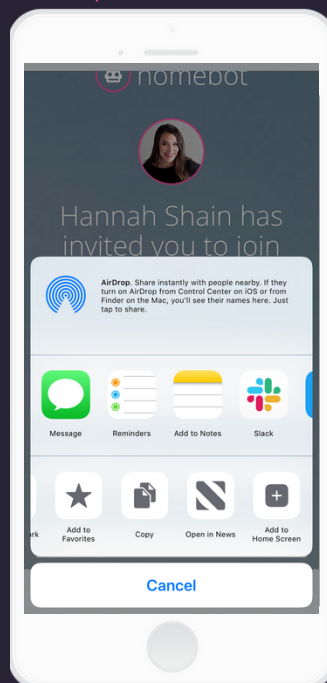 homebot
Hannah Shain has
invited you to join
AirDrop. Share instantly with people nearby. If they
turn on AirDrop from Control Center on iOS or from
Finder on the Mac, you'll see their names here. Just
tap to share.
Message
Reminders
Add to Notes
Slack
rk
Add to
Favorites
Copy
Open in News
Add to
Home Screen
Cancel